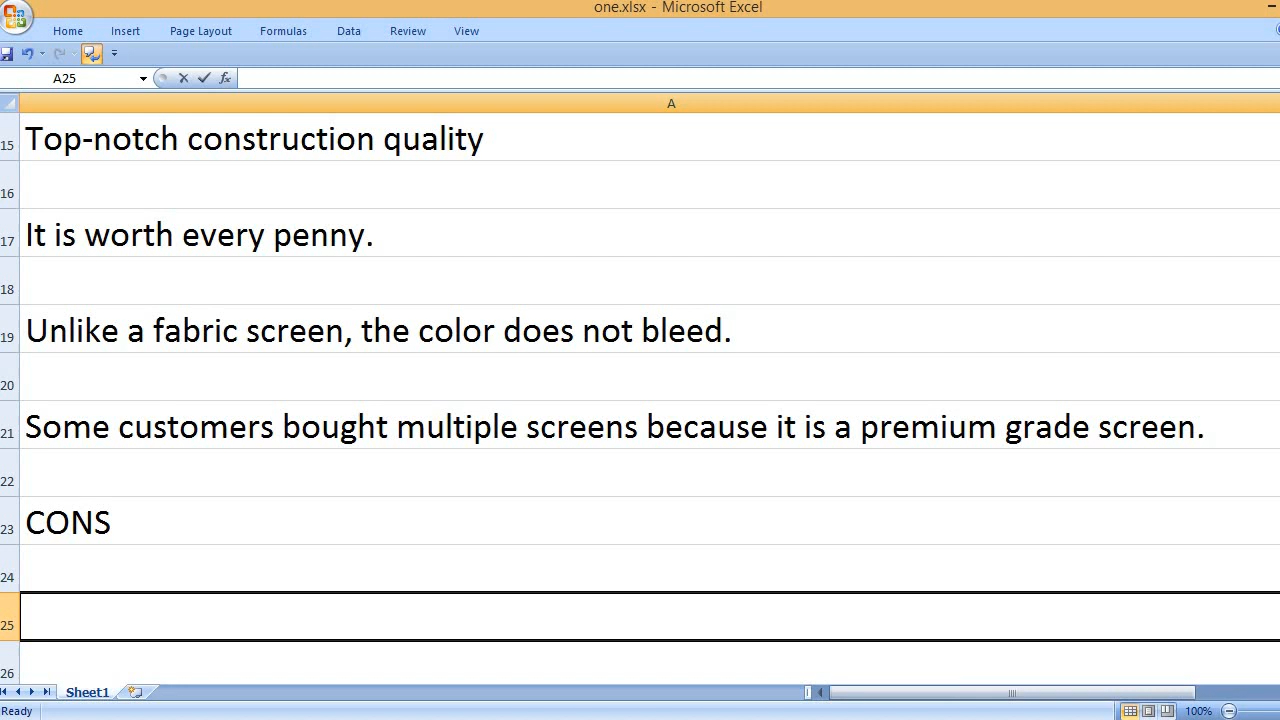 one.xlsx - Microsoft Excel
Home Insert Page Layout Formulas Data Review View
A25 fx
A
15 Top-notch construction quality
16
17 It is worth every penny.
18
19 Unlike a fabric screen, the color does not bleed.
20
21 Some customers bought multiple screens because it is a premium grade screen.
22
23 CONS
24
25
26
Sheet1
Ready 100%